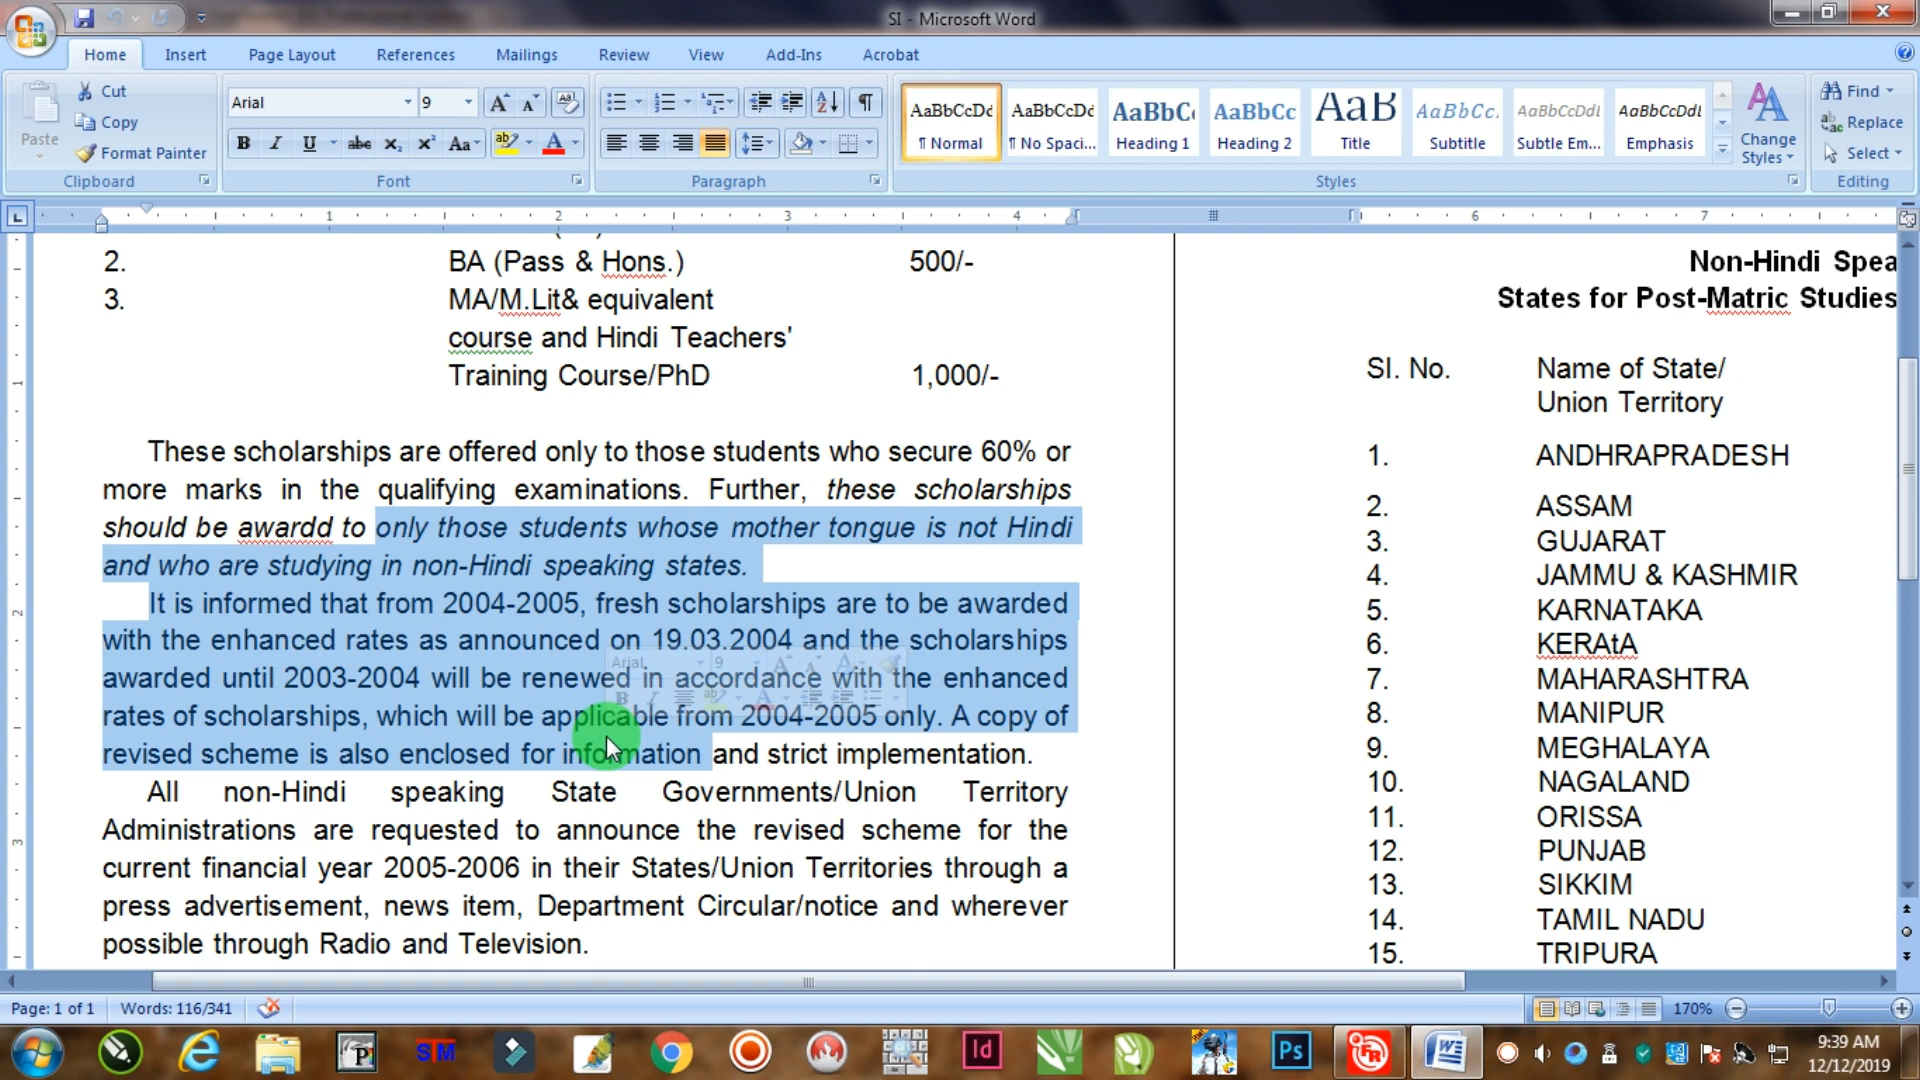 SI - Microsoft Word
Home Insert Page Layout References Mailings Review View Add-Ins Acrobat
Paste
Cut
Copy
Format Painter
Clipboard
Arial 9
Font
Paragraph
AaBbCcDd AaBbCcDd AaBbC AaBbCc AaB AaBbCc. AaBbCcDdI AaBbCcDdI
¶ Normal ¶ No Spaci... Heading 1 Heading 2 Title Subtitle Subtle Em... Emphasis
Styles
Change Styles
Find
Replace
Select
Editing
1 2 3 4 6 7
2. BA (Pass & Hons.) 500/-
3. MA/M.Lit& equivalent
course and Hindi Teachers'
Training Course/PhD 1,000/-
These scholarships are offered only to those students who secure 60% or
more marks in the qualifying examinations. Further, these scholarships
should be awardd to only those students whose mother tongue is not Hindi
and who are studying in non-Hindi speaking states.
It is informed that from 2004-2005, fresh scholarships are to be awarded
with the enhanced rates as announced on 19.03.2004 and the scholarships
awarded until 2003-2004 will be renewed in accordance with the enhanced
rates of scholarships, which will be applicable from 2004-2005 only. A copy of
revised scheme is also enclosed for information and strict implementation.
All non-Hindi speaking State Governments/Union Territory
Administrations are requested to announce the revised scheme for the
current financial year 2005-2006 in their States/Union Territories through a
press advertisement, news item, Department Circular/notice and wherever
possible through Radio and Television.
Non-Hindi Spea
States for Post-Matric Studies
SI. No. Name of State/
Union Territory
1. ANDHRAPRADESH
2. ASSAM
3. GUJARAT
4. JAMMU & KASHMIR
5. KARNATAKA
6. KERAtA
7. MAHARASHTRA
8. MANIPUR
9. MEGHALAYA
10. NAGALAND
11. ORISSA
12. PUNJAB
13. SIKKIM
14. TAMIL NADU
15. TRIPURA
Page: 1 of 1 Words: 116/341 170%
9:39 AM
12/12/2019